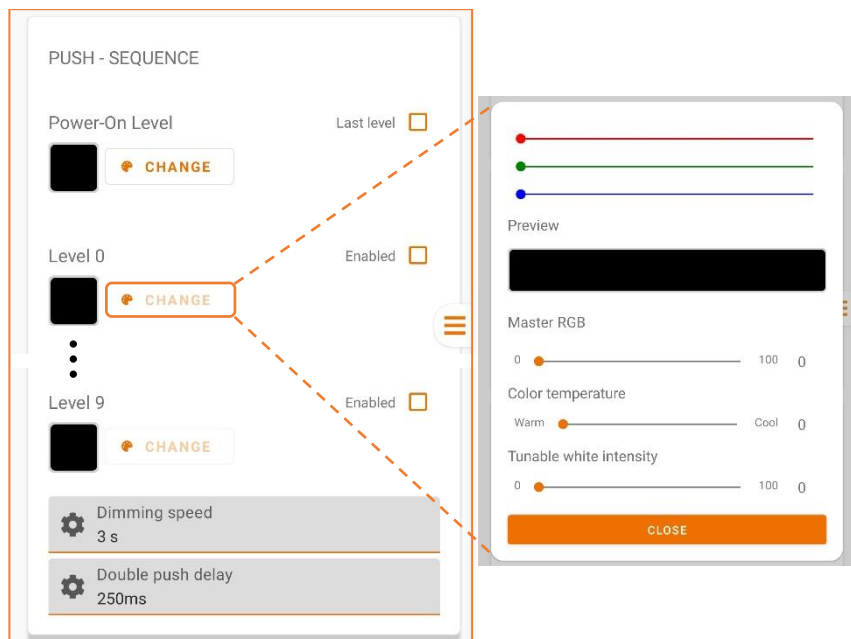 PUSH - SEQUENCE
Power-On Level
Last level
CHANGE
Level 0
Enabled
CHANGE
Level 9
Enabled
CHANGE
Dimming speed
3 s
Double push delay
250ms
Preview
Master RGB
0 100 0
Color temperature
Warm Cool 0
Tunable white intensity
0 100 0
CLOSE